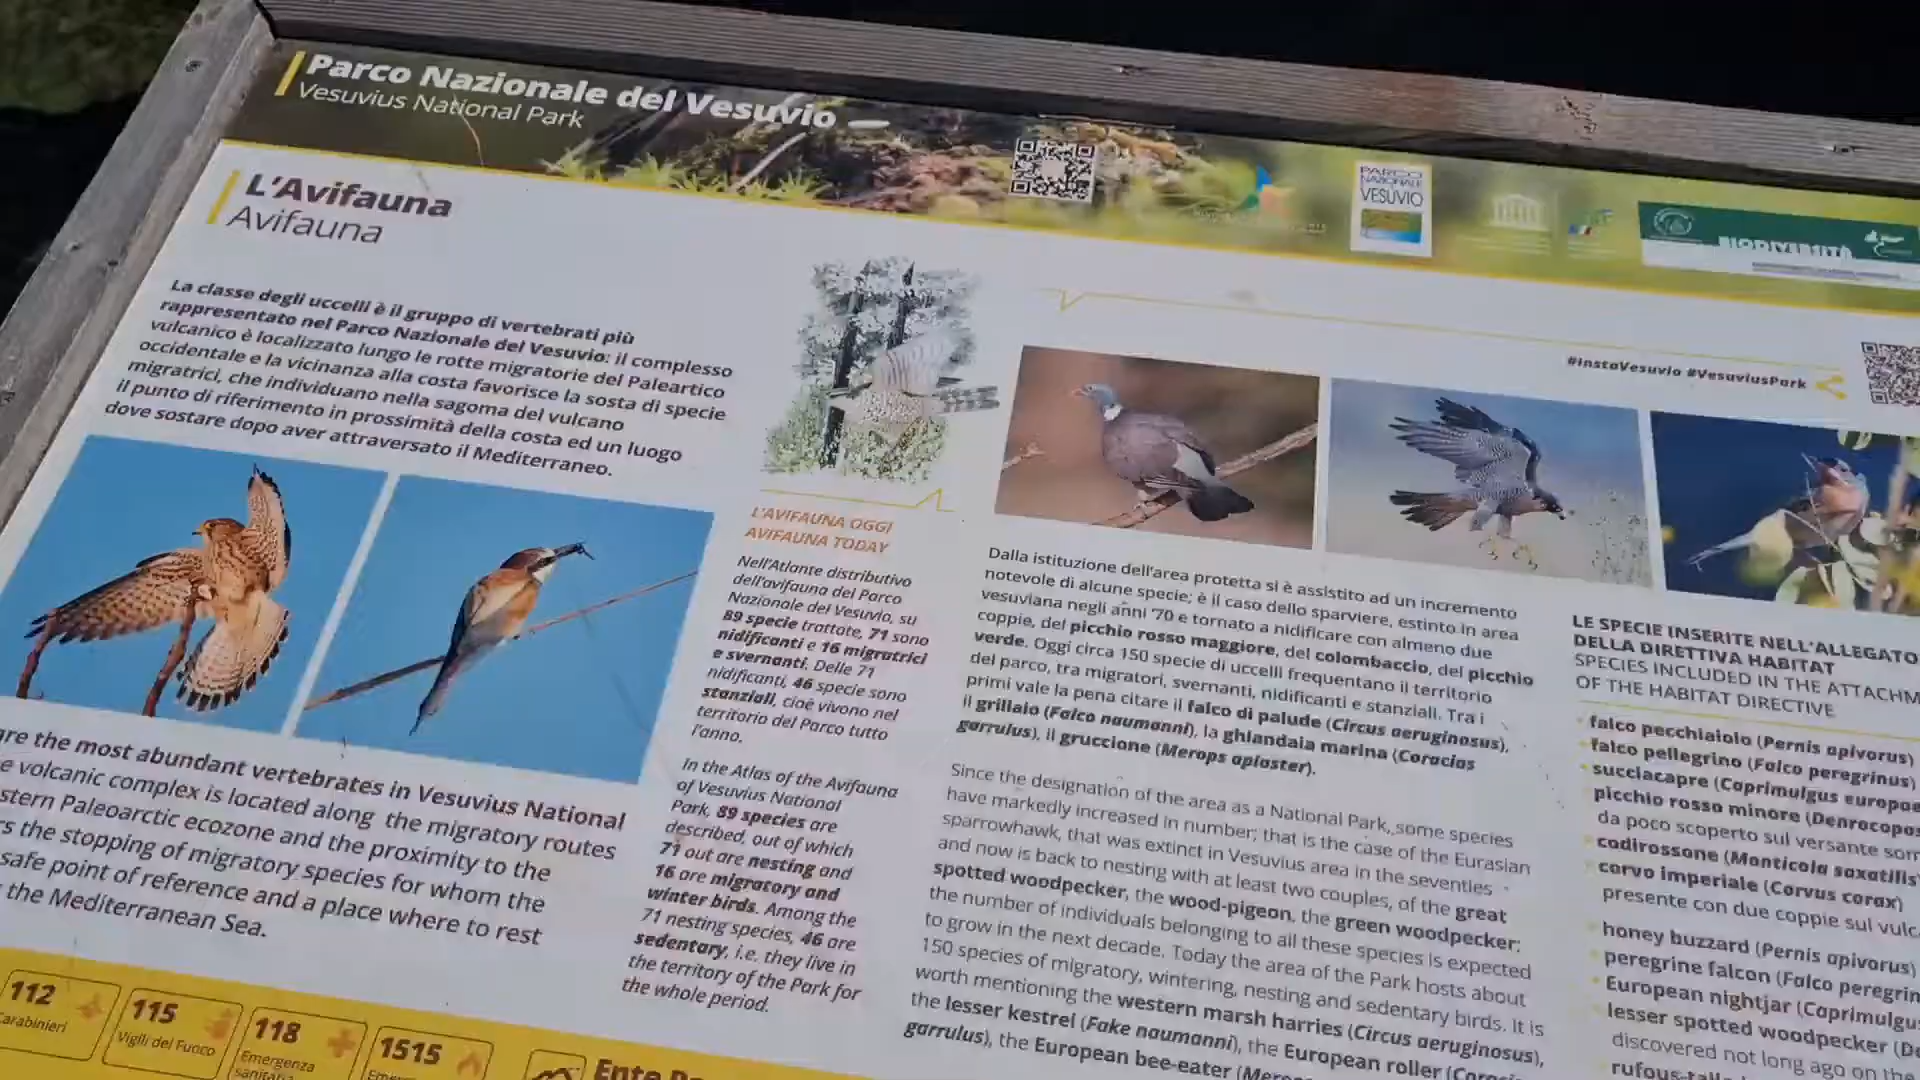 Parco Nazionale del Vesuvio
Vesuvius National Park
PARCO
NAZIONALE
VESUVIO
BIODIVERSITÀ
L'Avifauna
Avifauna
La classe degli uccelli è il gruppo di vertebrati più
rappresentato nel Parco Nazionale del Vesuvio: il complesso
vulcanico è localizzato lungo le rotte migratorie del Paleartico
occidentale e la vicinanza alla costa favorisce la sosta di specie
migratrici, che individuano nella sagoma del vulcano
il punto di riferimento in prossimità della costa ed un luogo
dove sostare dopo aver attraversato il Mediterraneo.
are the most abundant vertebrates in Vesuvius National
volcanic complex is located along the migratory routes
Paleoarctic ecozone and the proximity to the
the stopping of migratory species for whom the
safe point of reference and a place where to rest
the Mediterranean Sea.
L'AVIFAUNA OGGI
AVIFAUNA TODAY
Nell'Atlante distributivo
dell'avifauna del Parco
Nazionale del Vesuvio, su
89 specie trattate, 71 sono
nidificanti e 16 migratrici
e svernanti. Delle 71
nidificanti, 46 specie sono
stanziali, cioè vivono nel
territorio del Parco tutto
l'anno.
In the Atlas of the Avifauna
of Vesuvius National
Park, 89 species are
described, out of which
71 out are nesting and
16 are migratory and
winter birds. Among the
71 nesting species, 46 are
sedentary, i.e. they live in
the territory of the Park for
the whole period.
#InstaVesuvio #VesuviusPark
Dalla istituzione dell'area protetta si è assistito ad un incremento
notevole di alcune specie; è il caso dello sparviere, estinto in area
vesuviana negli anni '70 e tornato a nidificare con almeno due
coppie, del picchio rosso maggiore, del colombaccio, del picchio
verde. Oggi circa 150 specie di uccelli frequentano il territorio
del parco, tra migratori, svernanti, nidificanti e stanziali. Tra i
primi vale la pena citare il falco di palude (Circus aeruginosus),
il grillaio (Falco naumanni), la ghiandaia marina (Coracias
garrulus), il gruccione (Merops apiaster).
Since the designation of the area as a National Park, some species
have markedly increased in number; that is the case of the Eurasian
sparrowhawk, that was extinct in Vesuvius area in the seventies
and now is back to nesting with at least two couples, of the great
spotted woodpecker, the wood-pigeon, the green woodpecker:
the number of individuals belonging to all these species is expected
to grow in the next decade. Today the area of the Park hosts about
150 species of migratory, wintering, nesting and sedentary birds. It is
worth mentioning the western marsh harries (Circus aeruginosus),
the lesser kestrel (Fake naumanni), the European roller (Coracias
garrulus), the European bee-eater
LE SPECIE INSERITE NELL'ALLEGATO
DELLA DIRETTIVA HABITAT
SPECIES INCLUDED IN THE ATTACHM
OF THE HABITAT DIRECTIVE
falco pecchiaiolo (Pernis apivorus)
falco pellegrino (Falco peregrinus)
succiacapre (Caprimulgus europae
picchio rosso minore (Denrocopos
da poco scoperto sul versante som
codirossone (Monticola saxatilis
corvo imperiale (Corvus corax)
presente con due coppie sul vulc
honey buzzard (Pernis apivorus)
peregrine falcon (Falco peregrin
European nightjar (Caprimulgus
lesser spotted woodpecker (De
discovered not long ago on the
112
Carabinieri
115
Vigili del Fuoco
118
Emergenza
sanitaria
1515
Ente